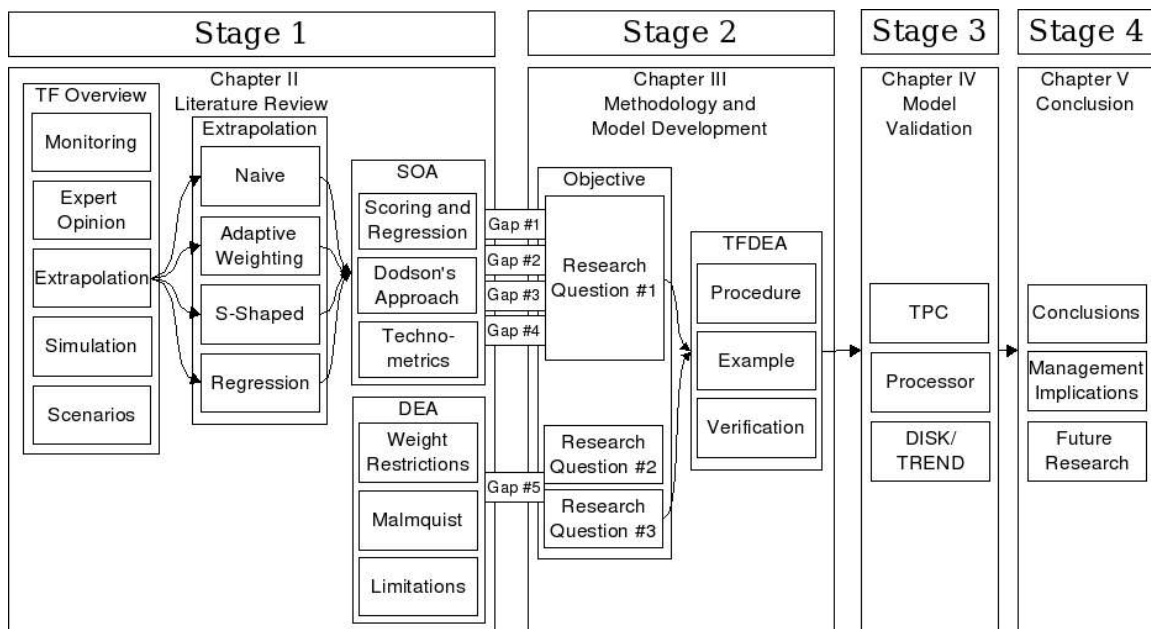 Stage 1
Stage 2
Stage 3
Stage 4
Chapter II
Literature Review
TF Overview
Monitoring
Expert
Opinion
Extrapolation
Simulation
Scenarios
Extrapolation
Naive
Adaptive
Weighting
S-Shaped
Regression
SOA
Scoring and
Regression
Dodson's
Approach
Techno-
metrics
DEA
Weight
Restrictions
Malmquist
Limitations
Gap #1
Gap #2
Gap #3
Gap #4
Gap #5
Chapter III
Methodology and
Model Development
Objective
Research
Question #1
Research
Question #2
Research
Question #3
TFDEA
Procedure
Example
Verification
Chapter IV
Model
Validation
TPC
Processor
DISK/
TREND
Chapter V
Conclusion
Conclusions
Management
Implications
Future
Research